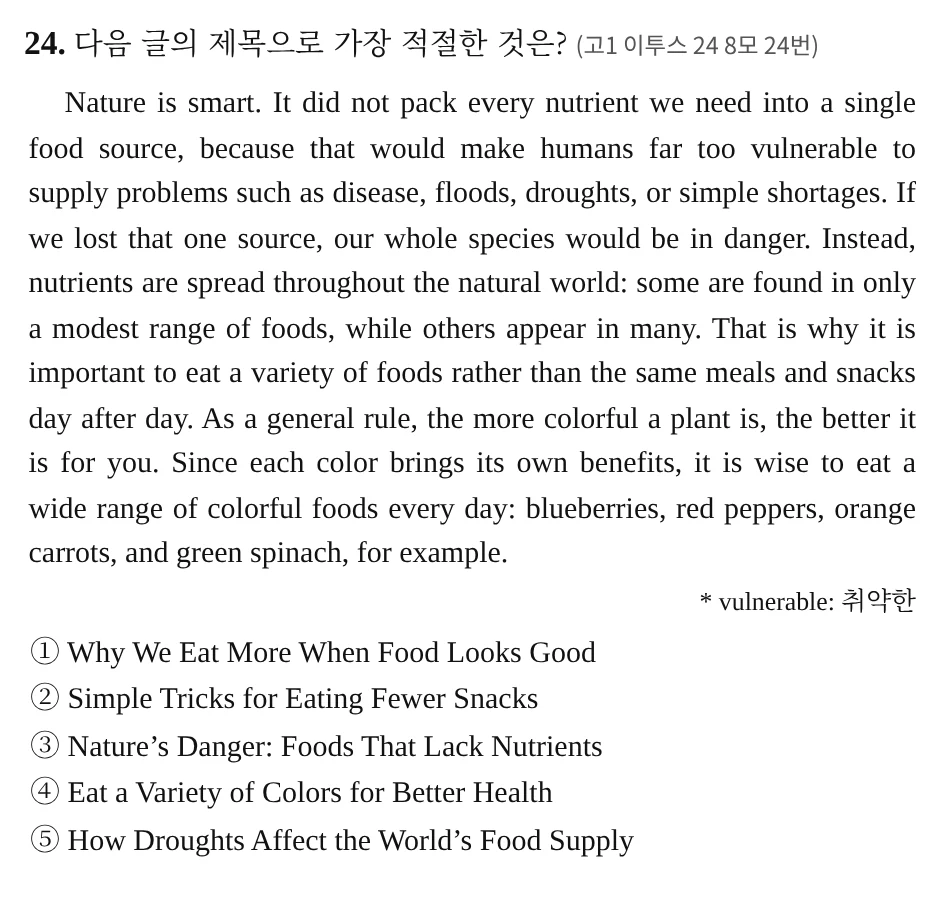 24. 다음 글의 제목으로 가장 적절한 것은? (고1 이투스 24 8모 24번)
Nature is smart. It did not pack every nutrient we need into a single
food source, because that would make humans far too vulnerable to
supply problems such as disease, floods, droughts, or simple shortages. If
we lost that one source, our whole species would be in danger. Instead,
nutrients are spread throughout the natural world: some are found in only
a modest range of foods, while others appear in many. That is why it is
important to eat a variety of foods rather than the same meals and snacks
day after day. As a general rule, the more colorful a plant is, the better it
is for you. Since each color brings its own benefits, it is wise to eat a
wide range of colorful foods every day: blueberries, red peppers, orange
carrots, and green spinach, for example.
* vulnerable: 취약한
① Why We Eat More When Food Looks Good
② Simple Tricks for Eating Fewer Snacks
③ Nature’s Danger: Foods That Lack Nutrients
④ Eat a Variety of Colors for Better Health
⑤ How Droughts Affect the World’s Food Supply